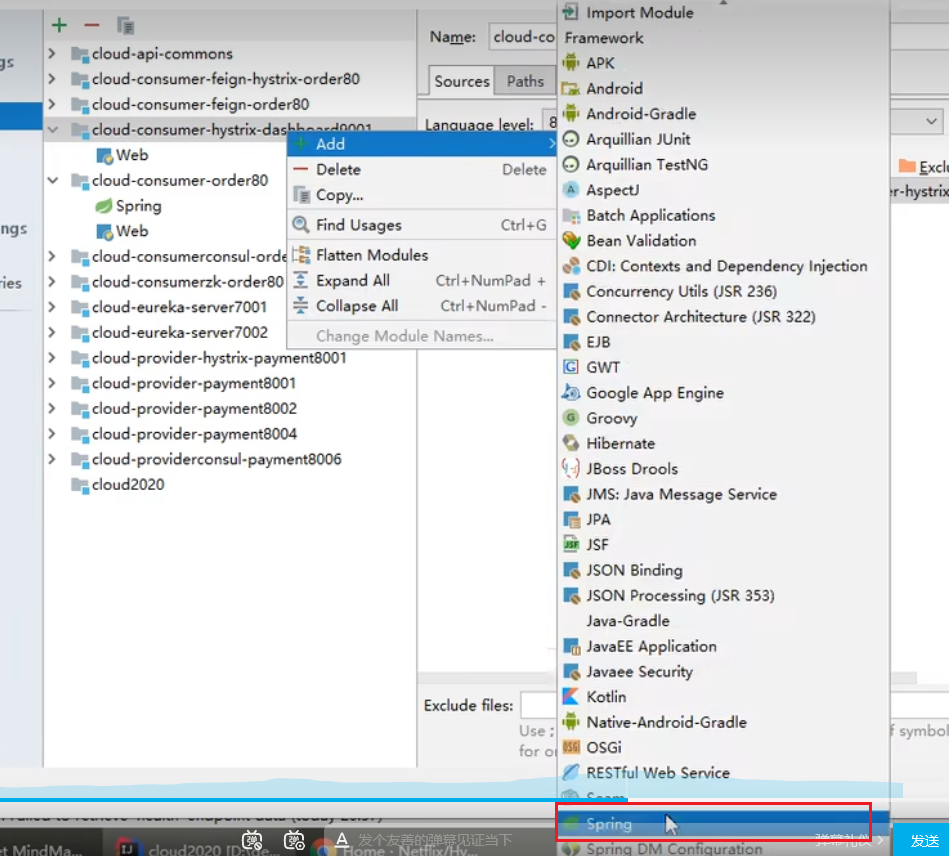 gs
ngs
ries
cloud-api-commons
cloud-consumer-feign-hystrix-order80
cloud-consumer-feign-order80
cloud-consumer-hystrix-dashboard9001
Web
cloud-consumer-order80
Spring
Web
cloud-consumerconsul-orde
cloud-consumerzk-order80
cloud-eureka-server7001
cloud-eureka-server7002
cloud-provider-hystrix-payment8001
cloud-provider-payment8001
cloud-provider-payment8002
cloud-provider-payment8004
cloud-providerconsul-payment8006
cloud2020
Add
Delete Delete
Copy...
Find Usages Ctrl+G
Flatten Modules
Expand All Ctrl+NumPad +
Collapse All Ctrl+NumPad -
Change Module Names...
Name: cloud-co
Sources Paths
Language level: 8
Exclu
er-hystrix
Import Module
Framework
APK
Android
Android-Gradle
Arquillian JUnit
Arquillian TestNG
AspectJ
Batch Applications
Bean Validation
CDI: Contexts and Dependency Injection
Concurrency Utils (JSR 236)
Connector Architecture (JSR 322)
EJB
GWT
Google App Engine
Groovy
Hibernate
JBoss Drools
JMS: Java Message Service
JPA
JSF
JSON Binding
JSON Processing (JSR 353)
Java-Gradle
JavaEE Application
Javaee Security
Kotlin
Native-Android-Gradle
OSGi
RESTful Web Service
Seam
Spring
Spring DM Configuration
Exclude files:
Use ;
for
f symbol
et MindMa...
cloud2020 [D:\de...
发个友善的弹幕见证当下
Home · Netflix/Hy...
弹幕礼仪 >
发送